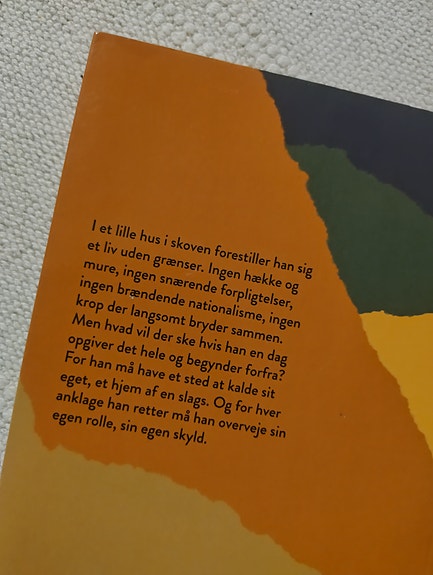 I et lille hus i skoven forestiller han sig
et liv uden grænser. Ingen hække og
mure, ingen snærende forpligtelser,
ingen brændende nationalisme, ingen
krop der langsomt bryder sammen.
Men hvad vil der ske hvis han en dag
opgiver det hele og begynder forfra?
For han må have et sted at kalde sit
eget, et hjem af en slags. Og for hver
anklage han retter må han overveje sin
egen rolle, sin egen skyld.